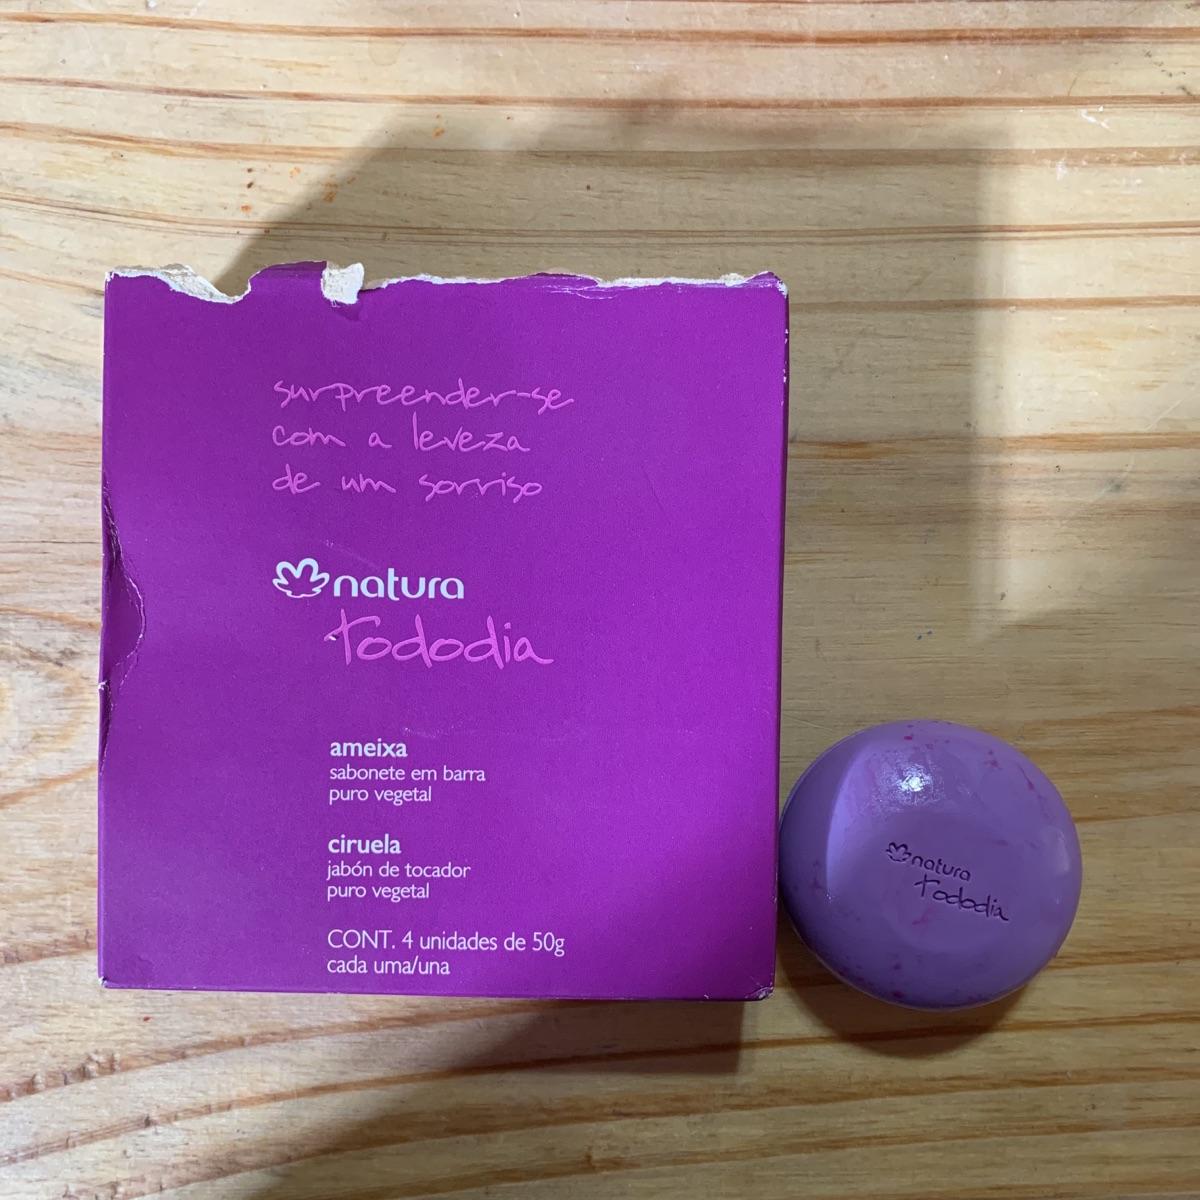 surpreender-se
com a leveza
de um sorriso
natura
Tododia
ameixa
sabonete em barra
puro vegetal
ciruela
jabón de tocador
puro vegetal
CONT. 4 unidades de 50g
cada uma/una
natura
Tododia